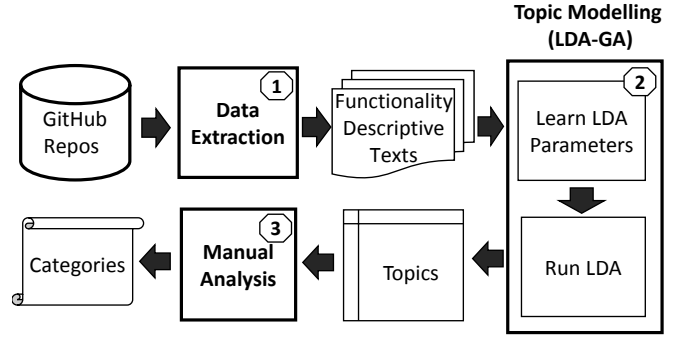 Topic Modelling
(LDA-GA)
GitHub
Repos
1
Data
Extraction
Functionality
Descriptive
Texts
2
Learn LDA
Parameters
Categories
3
Manual
Analysis
Topics
Run LDA